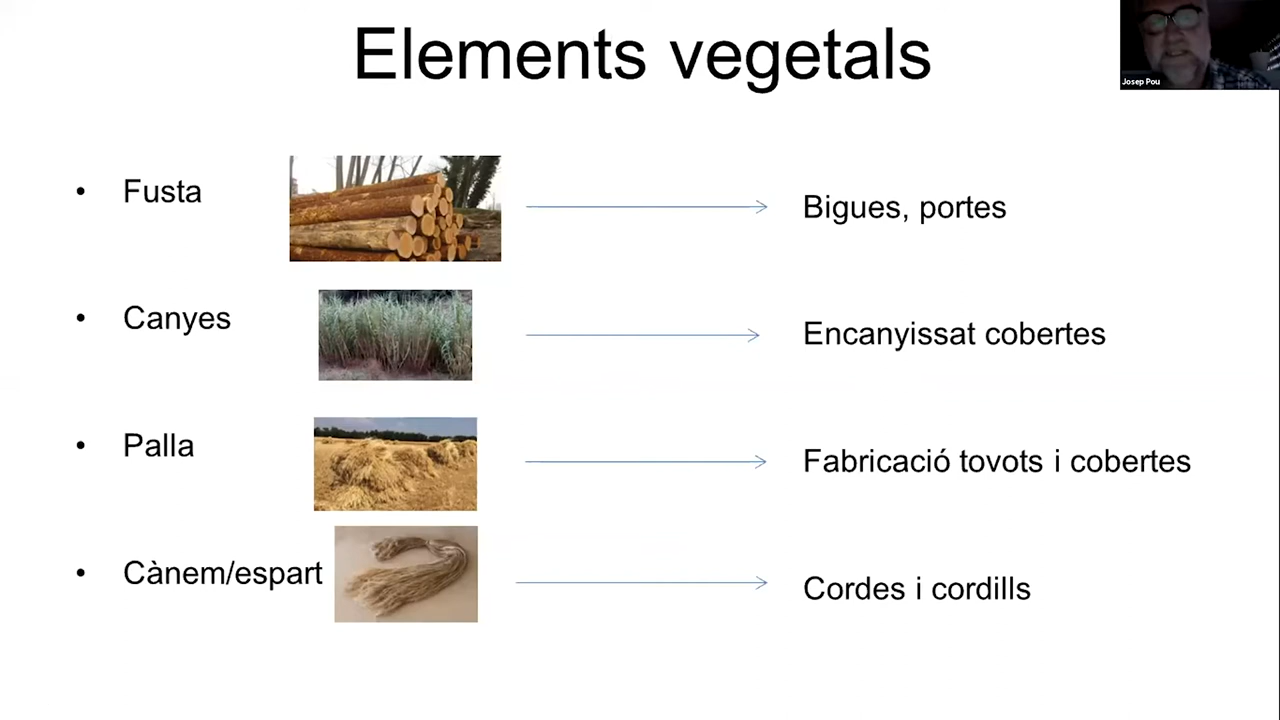 Elements vegetals
Josep Pou
• Fusta
Bigues, portes
• Canyes
Encanyissat cobertes
• Palla
Fabricació tovots i cobertes
• Cànem/espart
Cordes i cordills